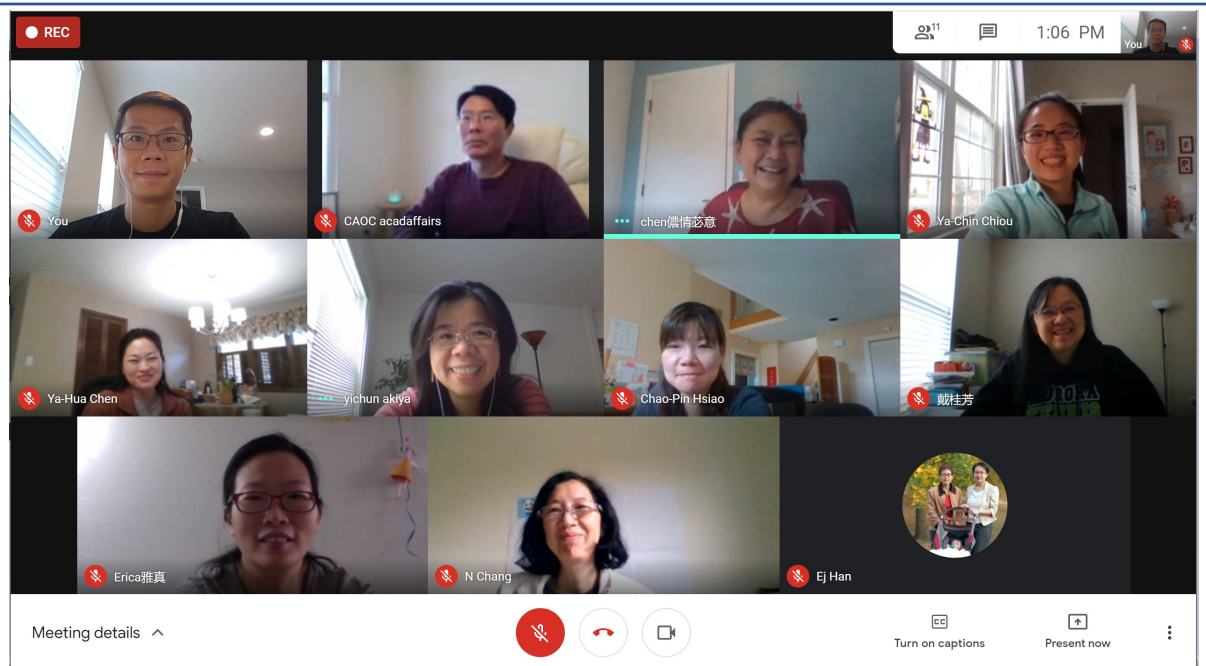 REC
11
1:06 PM
You
You
CAOC acadaffairs
chen儂情苾意
Ya-Chin Chiou
Ya-Hua Chen
yichun akiya
Chao-Pin Hsiao
戴桂芳
Erica雅真
N Chang
Ej Han
Meeting details
CC
Turn on captions
Present now